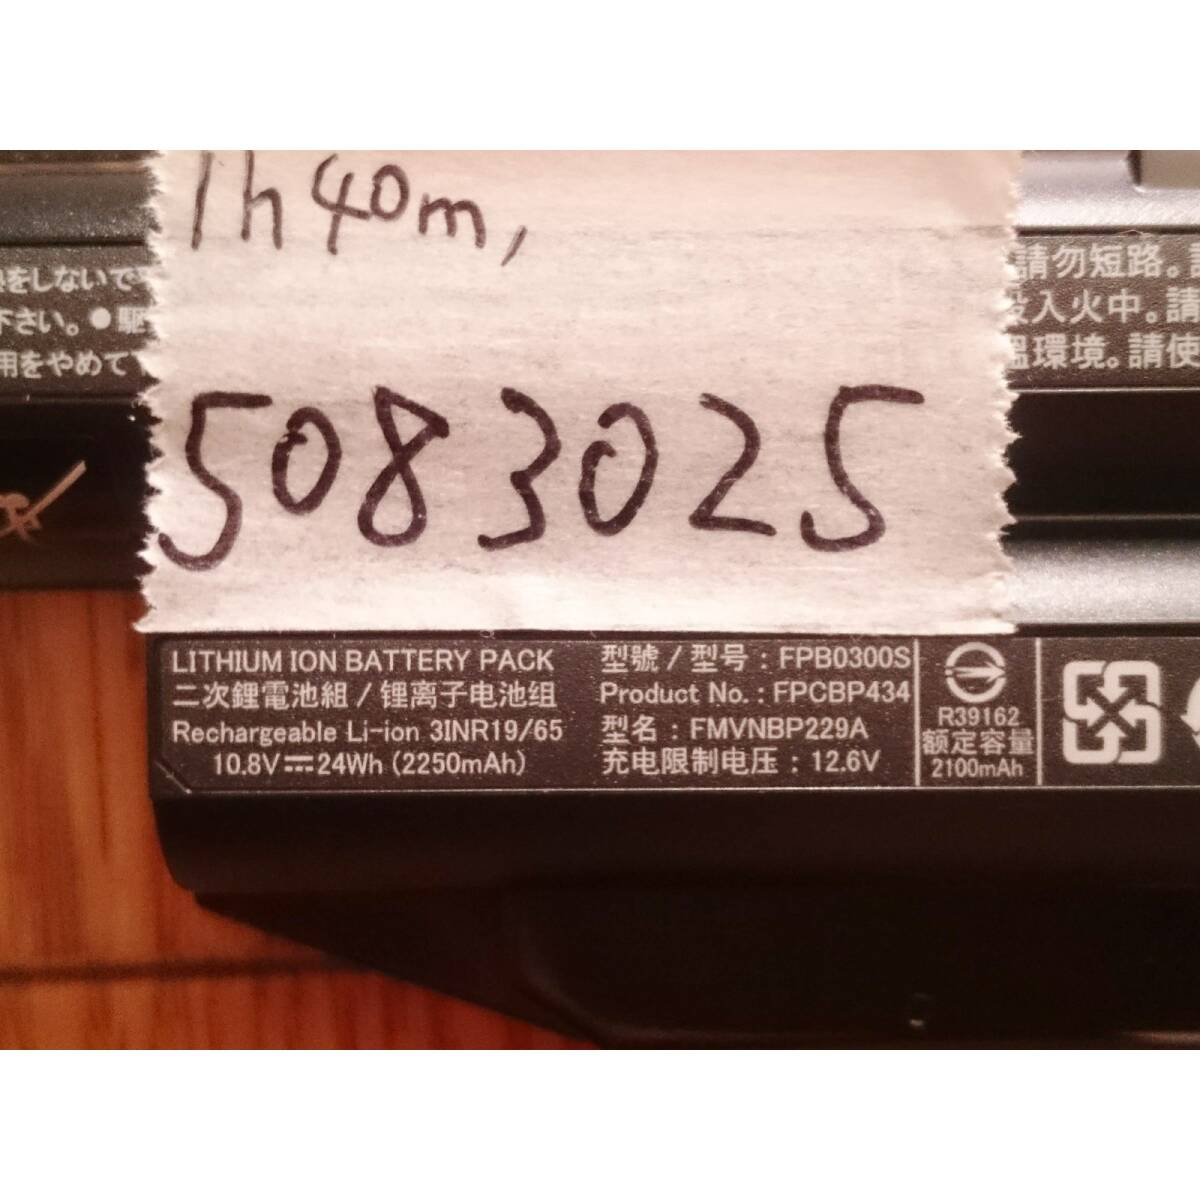 1h 40m,
をしないで
下さい。●駆
用をやめて下
請勿短路。請
投入火中。請
溫環境。請使
5083025
LITHIUM ION BATTERY PACK
二次鋰電池組 / 锂离子电池组
Rechargeable Li-ion 3INR19/65
10.8V⎓24Wh (2250mAh)
型號 / 型号 : FPB0300S
Product No. : FPCBP434
型名 : FMVNBP229A
充电限制电压 : 12.6V
R39162
额定容量
2100mAh